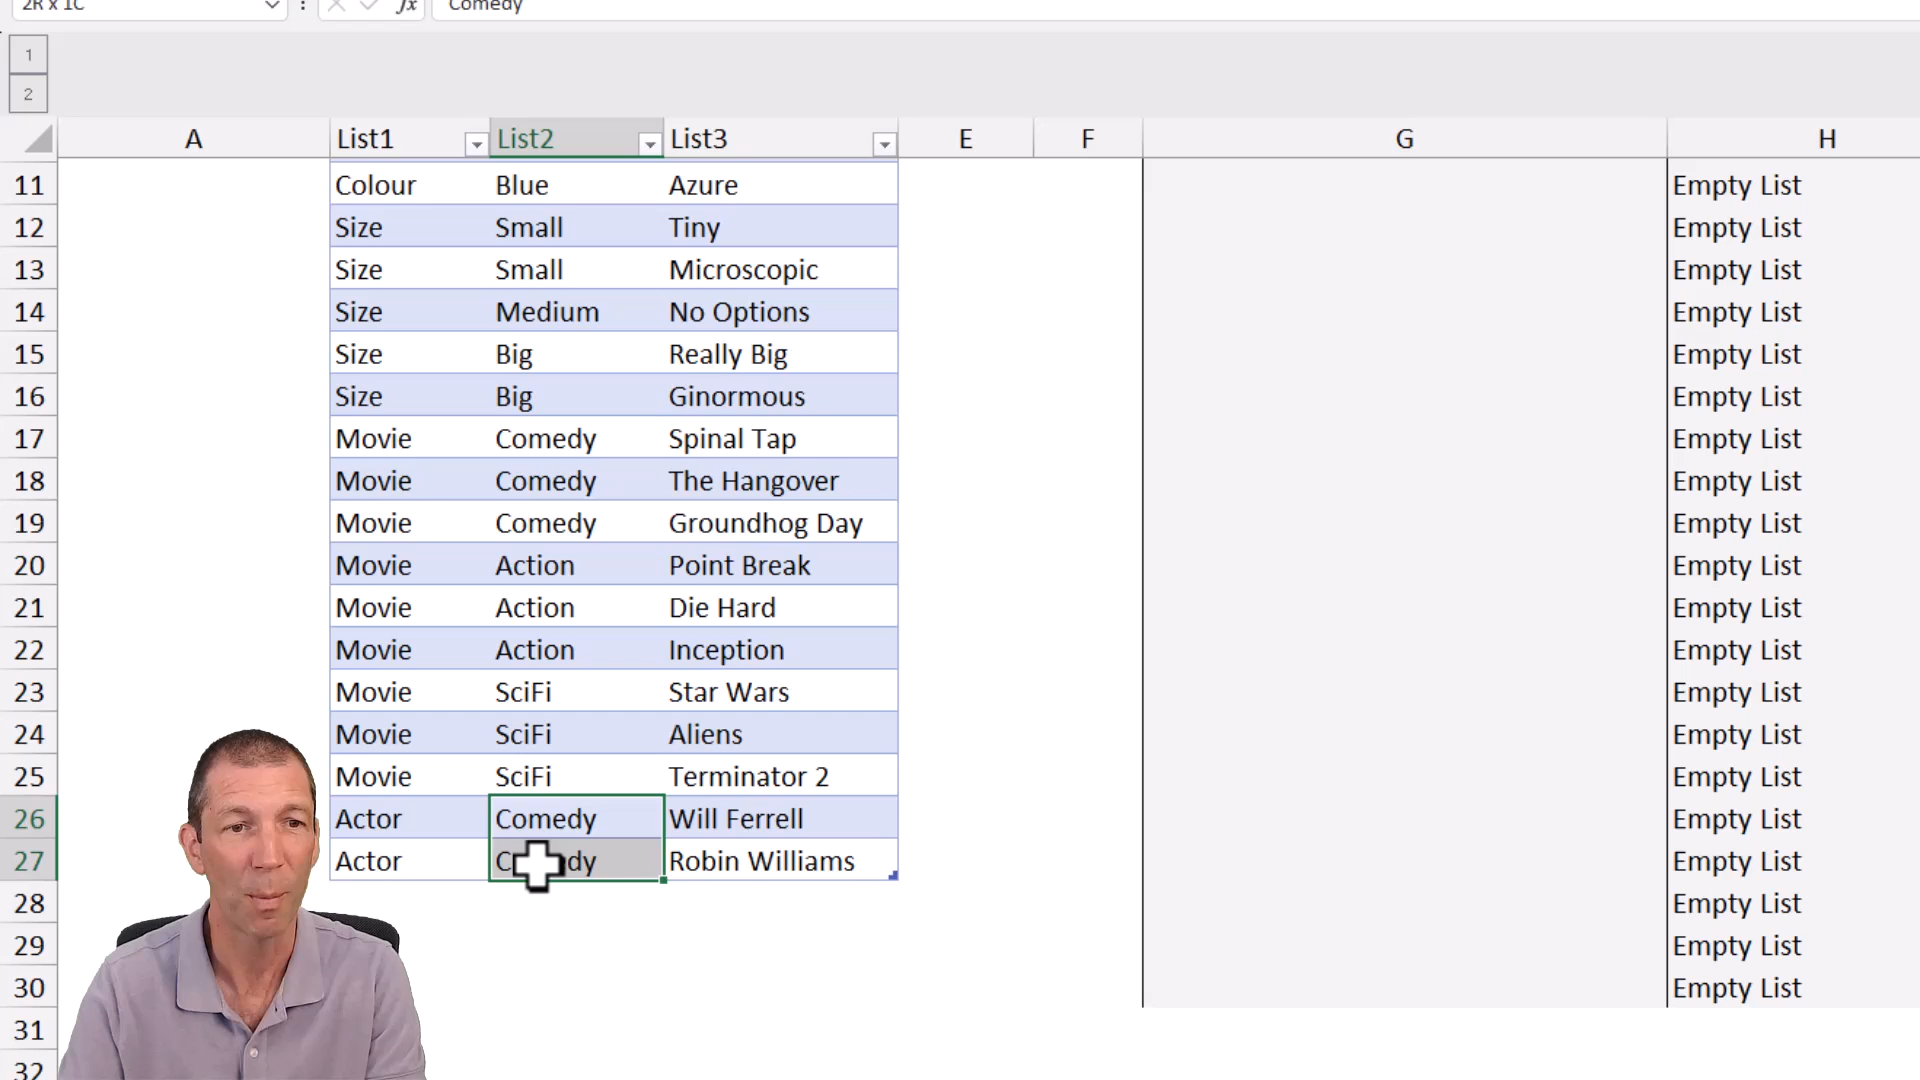 2R x 1C : fx Comedy
1
2
A List1 List2 List3 E F G H
11 Colour Blue Azure Empty List
12 Size Small Tiny Empty List
13 Size Small Microscopic Empty List
14 Size Medium No Options Empty List
15 Size Big Really Big Empty List
16 Size Big Ginormous Empty List
17 Movie Comedy Spinal Tap Empty List
18 Movie Comedy The Hangover Empty List
19 Movie Comedy Groundhog Day Empty List
20 Movie Action Point Break Empty List
21 Movie Action Die Hard Empty List
22 Movie Action Inception Empty List
23 Movie SciFi Star Wars Empty List
24 Movie SciFi Aliens Empty List
25 Movie SciFi Terminator 2 Empty List
26 Actor Comedy Will Ferrell Empty List
27 Actor Comedy Robin Williams Empty List
28 Empty List
29 Empty List
30 Empty List
31
32